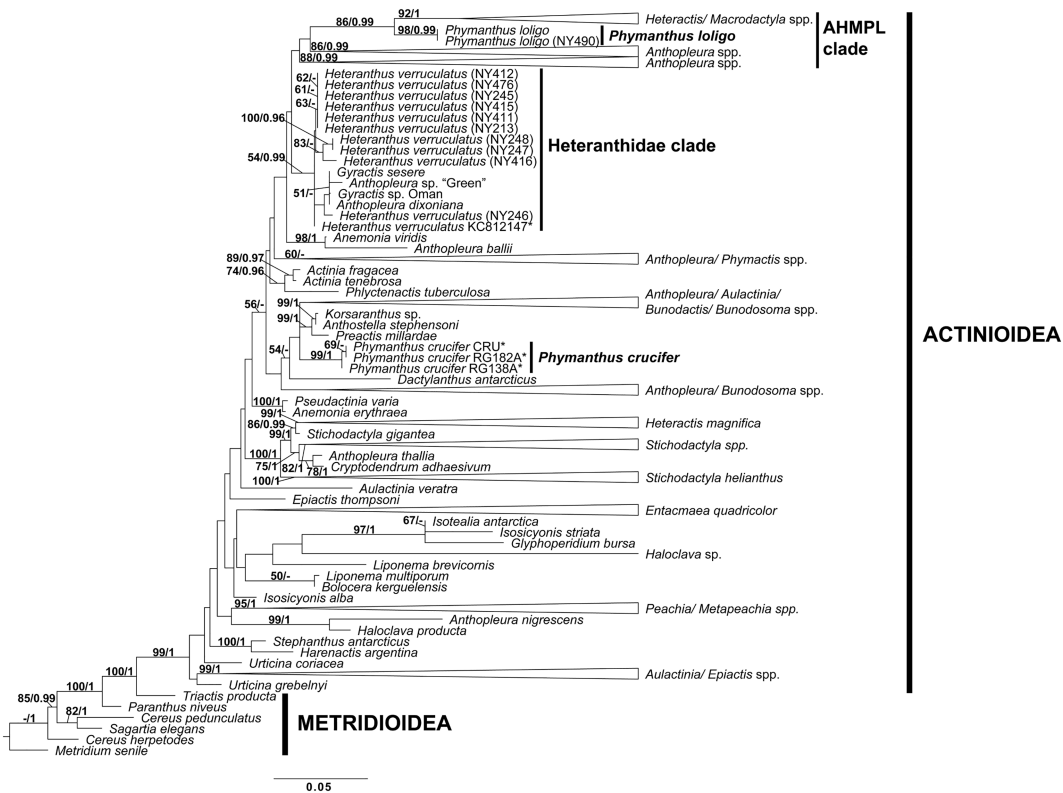 92/1
86/0.99
Heteractis/ Macrodactyla spp.
98/0.99
Phymanthus loligo
Phymanthus loligo (NY490)
Phymanthus loligo
AHMPL
clade
86/0.99
Anthopleura spp.
88/0.99
Anthopleura spp.
62/-
Heteranthus verruculatus (NY412)
Heteranthus verruculatus (NY476)
61/-
Heteranthus verruculatus (NY245)
63/-
Heteranthus verruculatus (NY415)
100/0.96
Heteranthus verruculatus (NY411)
Heteranthus verruculatus (NY213)
83/-
Heteranthus verruculatus (NY248)
Heteranthus verruculatus (NY247)
54/0.99
Heteranthus verruculatus (NY416)
Heteranthidae clade
Gyractis sesere
Anthopleura sp. “Green”
51/-
Gyractis sp. Oman
Anthopleura dixoniana
Heteranthus verruculatus (NY246)
Heteranthus verruculatus KC812147*
98/1
Anemonia viridis
Anthopleura ballii
60/-
Anthopleura/ Phymactis spp.
89/0.97
74/0.96
Actinia fragacea
Actinia tenebrosa
Phlyctenactis tuberculosa
56/-
99/1
Anthopleura/ Aulactinia/
Bunodactis/ Bunodosoma spp.
99/1
Korsaranthus sp.
Anthostella stephensoni
Preactis millardae
ACTINIOIDEA
54/-
69/-
99/1
Phymanthus crucifer CRU*
Phymanthus crucifer RG182A*
Phymanthus crucifer RG138A*
Phymanthus crucifer
Dactylanthus antarcticus
Anthopleura/ Bunodosoma spp.
100/1
Pseudactinia varia
99/1
Anemonia erythraea
86/0.99
Heteractis magnifica
99/1
Stichodactyla gigantea
Stichodactyla spp.
100/1
75/1
82/1
78/1
Anthopleura thallia
Cryptodendrum adhaesivum
100/1
Stichodactyla helianthus
Aulactinia veratra
Epiactis thompsoni
Entacmaea quadricolor
67/-
Isotealia antarctica
97/1
Isosicyonis striata
Glyphoperidium bursa
Haloclava sp.
Liponema brevicornis
50/-
Liponema multiporum
Bolocera kerguelensis
Isosicyonis alba
95/1
Peachia/ Metapeachia spp.
99/1
Anthopleura nigrescens
Haloclava producta
100/1
Stephanthus antarcticus
Harenactis argentina
99/1
Urticina coriacea
99/1
Aulactinia/ Epiactis spp.
100/1
Urticina grebelnyi
100/1
Triactis producta
85/0.99
Paranthus niveus
82/1
Cereus pedunculatus
-/1
Sagartia elegans
Cereus herpetodes
Metridium senile
METRIDIOIDEA
0.05